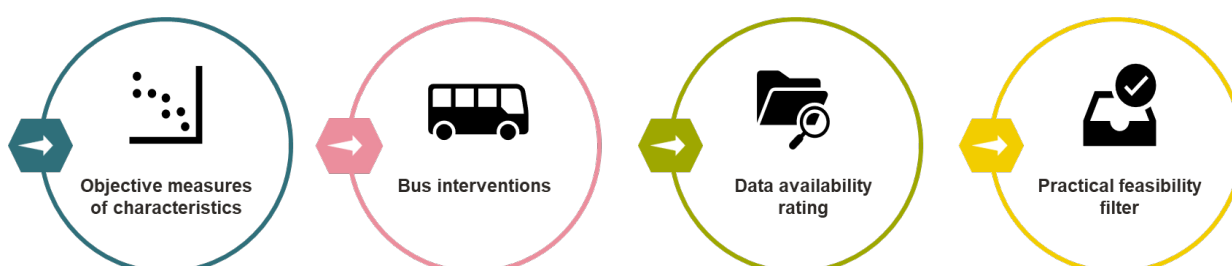 Objective measures
of characteristics
Bus interventions
Data availability
rating
Practical feasibility
filter